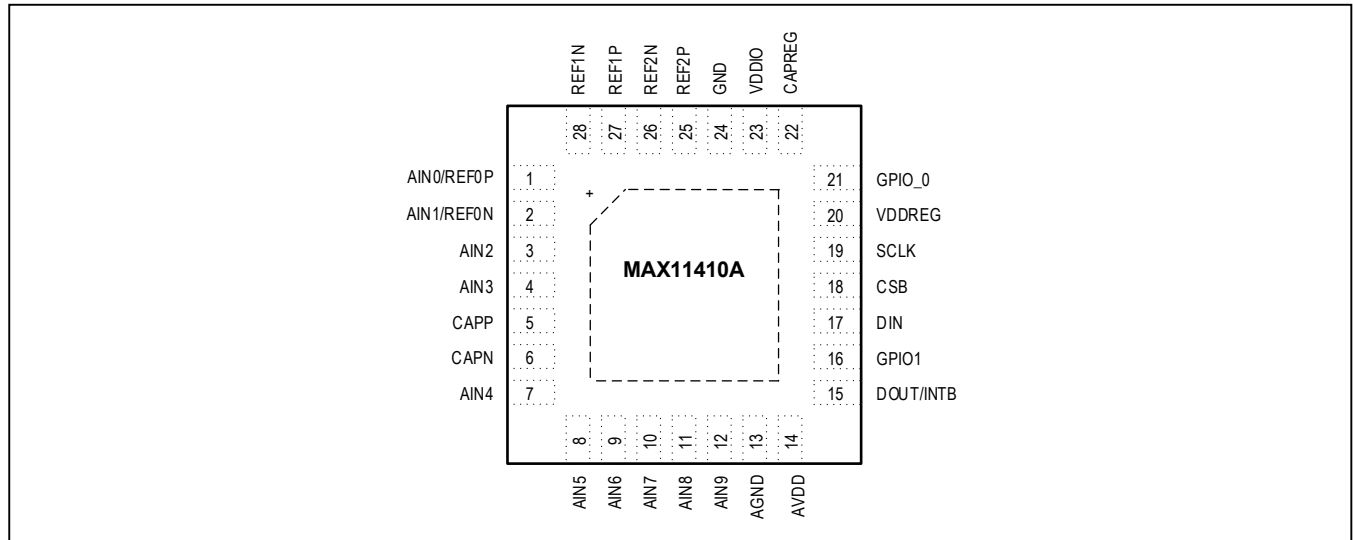 REF1N REF1P REF2N REF2P GND VDDIO CAPREG
28 27 26 25 24 23 22
AIN0/REF0P 1
AIN1/REF0N 2
AIN2 3
AIN3 4
CAPP 5
CAPN 6
AIN4 7
+
MAX11410A
21 GPIO_0
20 VDDREG
19 SCLK
18 CSB
17 DIN
16 GPIO1
15 DOUT/INTB
8 9 10 11 12 13 14
AIN5 AIN6 AIN7 AIN8 AIN9 AGND AVDD